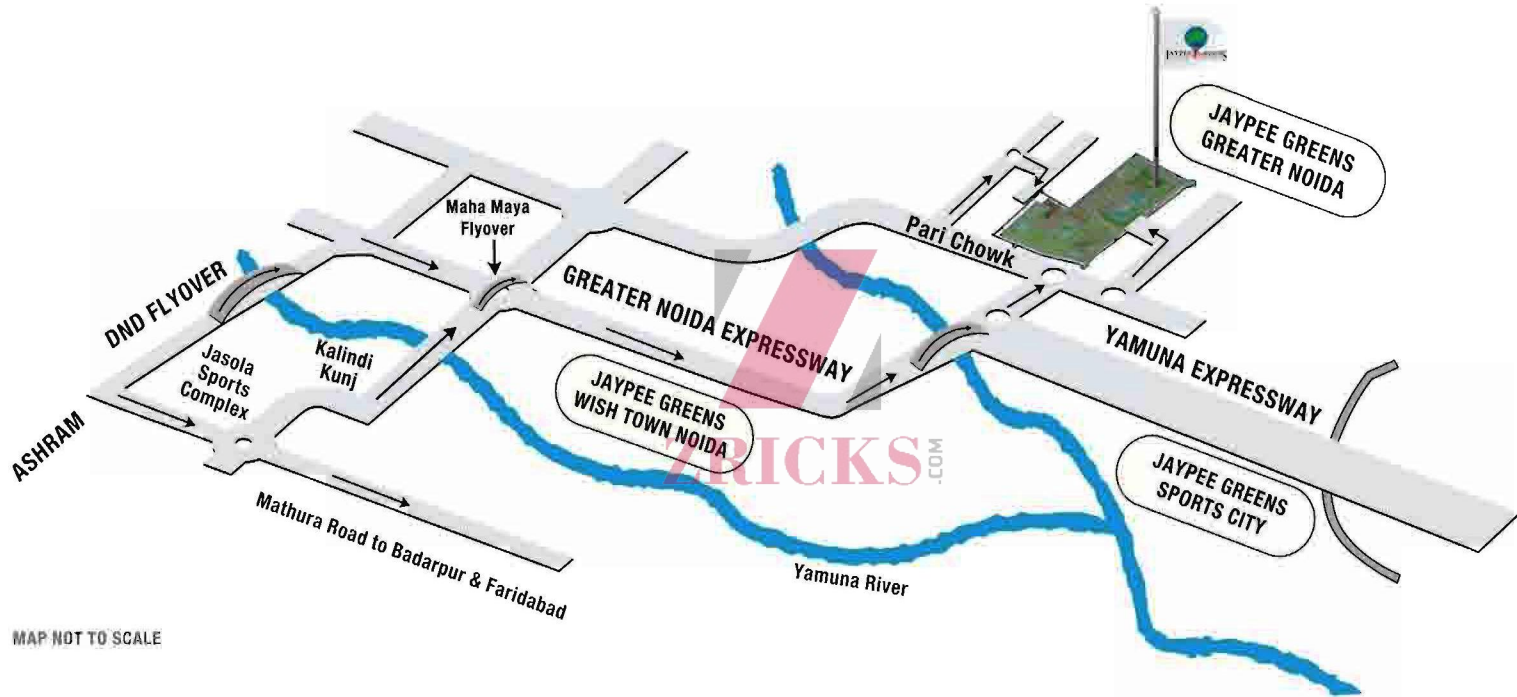 JAYPEE GREENS
GREATER NOIDA
Maha Maya
Flyover
Pari Chowk
DND FLYOVER
GREATER NOIDA EXPRESSWAY
YAMUNA EXPRESSWAY
Jasola
Sports
Complex
Kalindi
Kunj
JAYPEE GREENS
WISH TOWN NOIDA
ASHRAM
ZRICKS.COM
JAYPEE GREENS
SPORTS CITY
Mathura Road to Badarpur & Faridabad
Yamuna River
MAP NOT TO SCALE